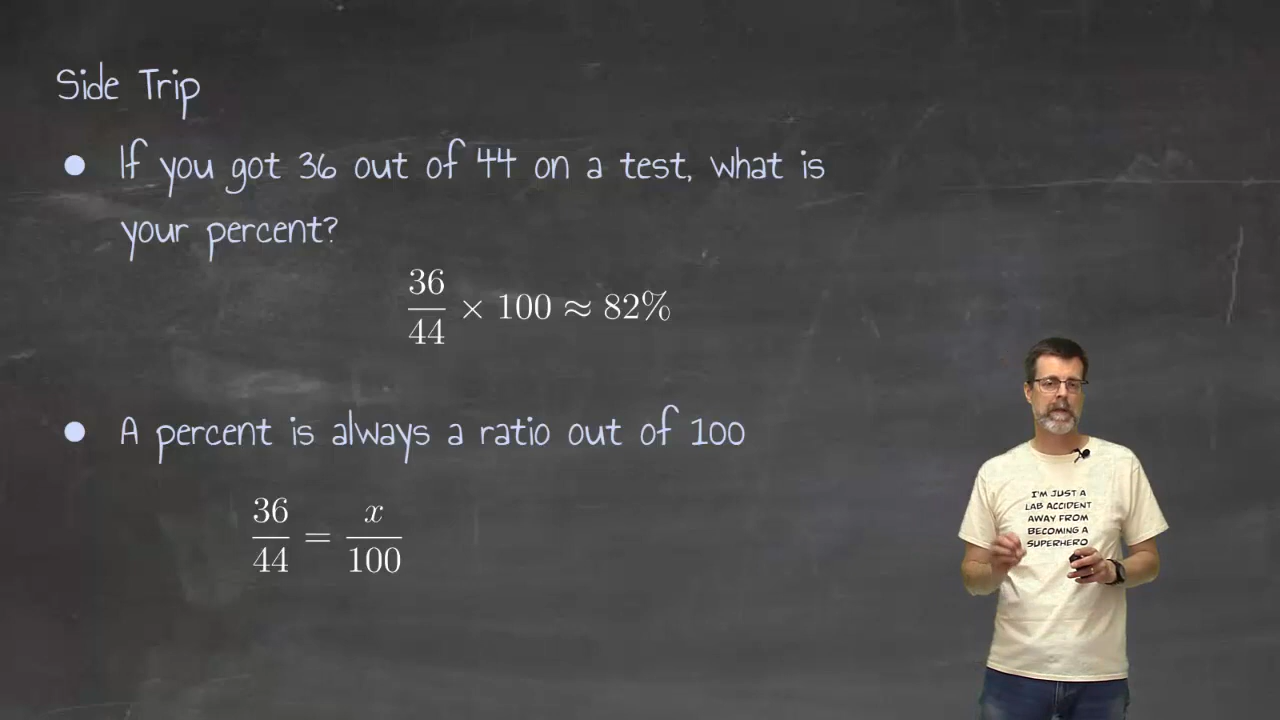 Side Trip
● If you got 36 out of 44 on a test, what is
your percent?
36/44 × 100 ≈ 82%
● A percent is always a ratio out of 100
36/44 = x/100
I'M JUST A
LAB ACCIDENT
AWAY FROM
BECOMING A
SUPERHERO